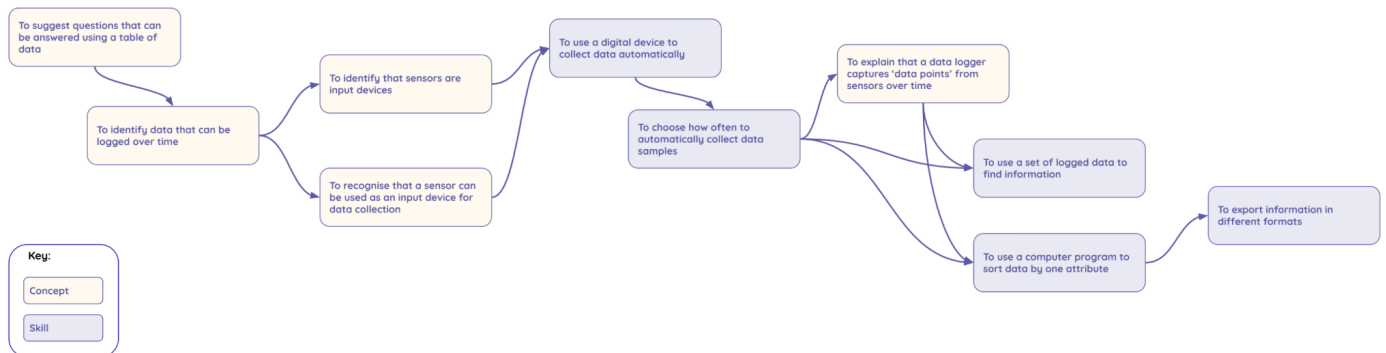 To suggest questions that can
be answered using a table of
data
To identify data that can be
logged over time
To identify that sensors are
input devices
To recognise that a sensor can
be used as an input device for
data collection
To use a digital device to
collect data automatically
To choose how often to
automatically collect data
samples
To explain that a data logger
captures ‘data points’ from
sensors over time
To use a set of logged data to
find information
To use a computer program to
sort data by one attribute
To export information in
different formats
Key:
Concept
Skill